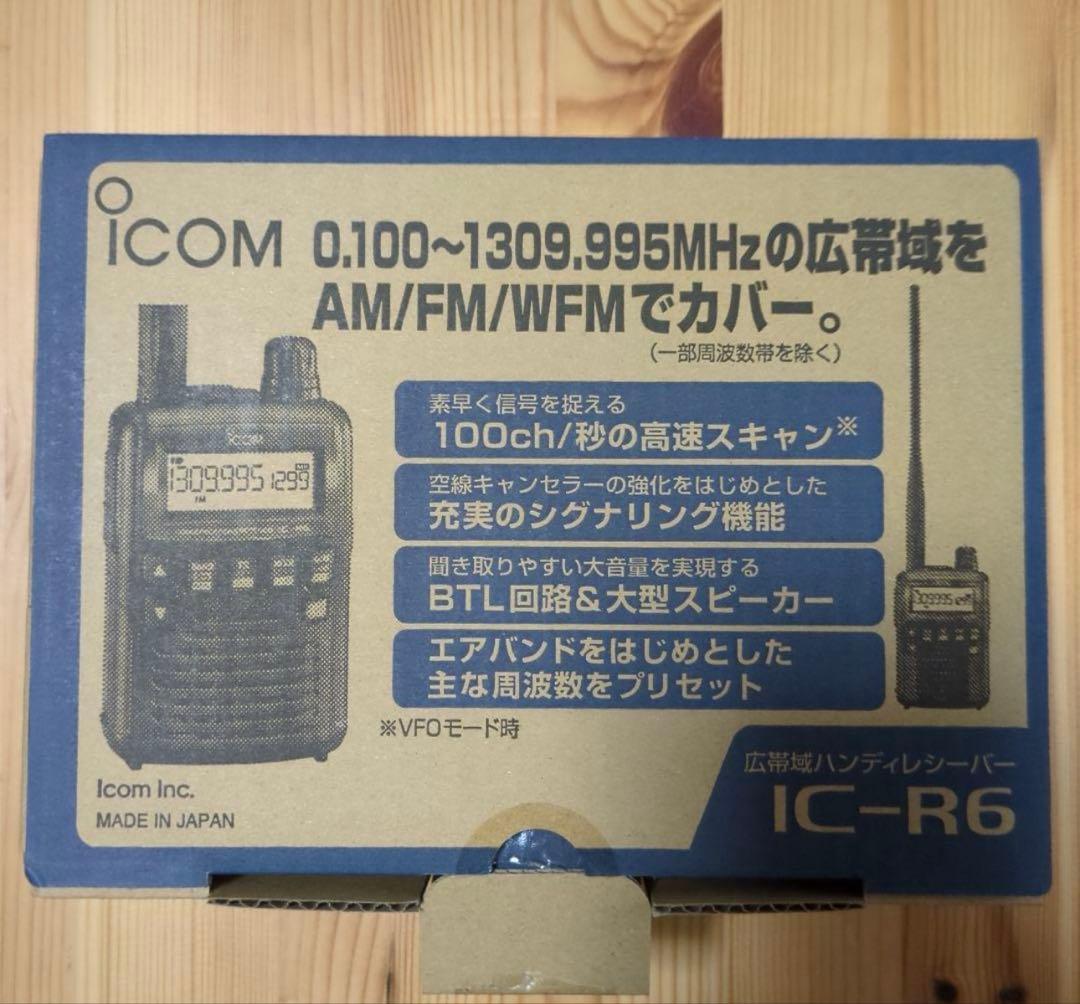 iCOM
0.100〜1309.995MHzの広帯域を
AM/FM/WFMでカバー。
（一部周波数帯を除く）
素早く信号を捉える
100ch/秒の高速スキャン※
空線キャンセラーの強化をはじめとした
充実のシグナリング機能
聞き取りやすい大音量を実現する
BTL回路&大型スピーカー
エアバンドをはじめとした
主な周波数をプリセット
※VFOモード時
iCOM
1309.995 1299
FM
Icom Inc.
MADE IN JAPAN
広帯域ハンディレシーバー
IC-R6